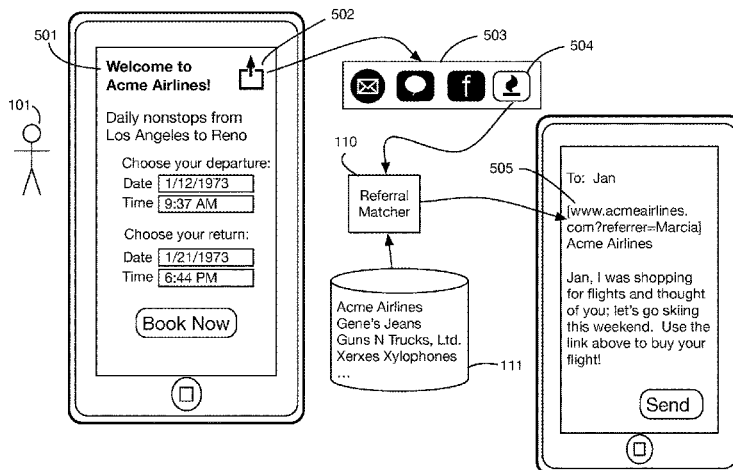 501
502
Welcome to
Acme Airlines!
Daily nonstops from
Los Angeles to Reno
Choose your departure:
Date 1/12/1973
Time 9:37 AM
Choose your return:
Date 1/21/1973
Time 6:44 PM
Book Now
101
503
504
f
110
Referral
Matcher
Acme Airlines
Gene's Jeans
Guns N Trucks, Ltd.
Xerxes Xylophones
...
111
505
To: Jan
[www.acmeairlines.
com?referrer=Marcia]
Acme Airlines
Jan, I was shopping
for flights and thought
of you; let's go skiing
this weekend. Use the
link above to buy your
flight!
Send